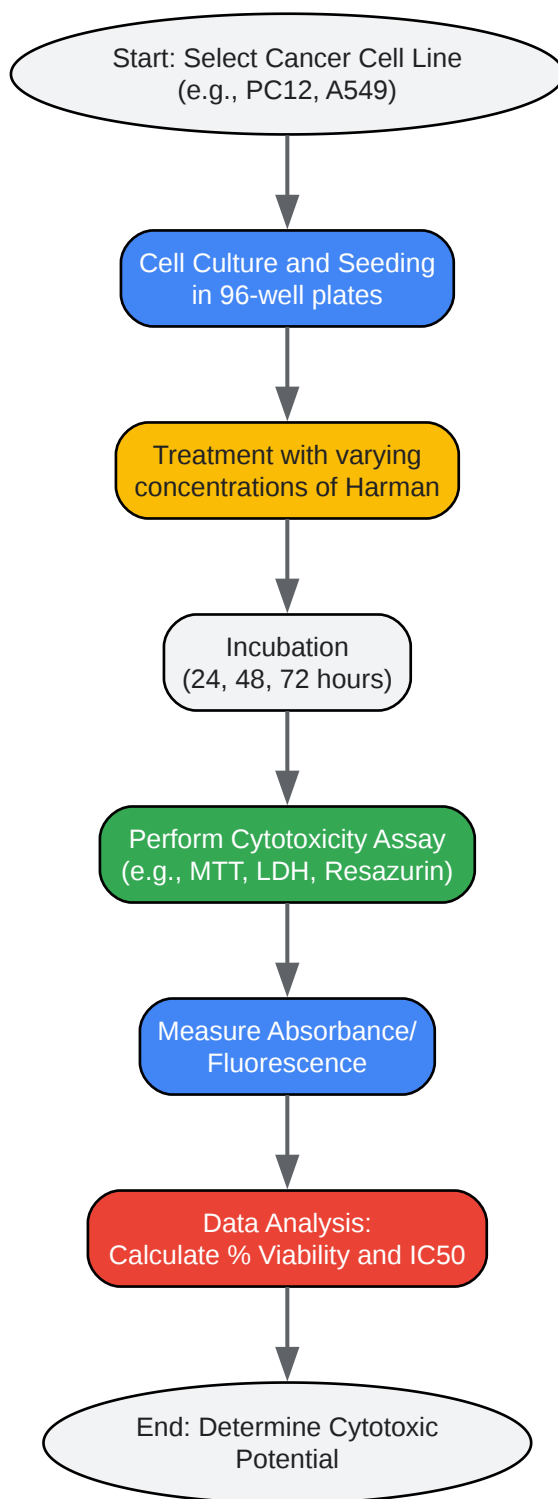 Start: Select Cancer Cell Line
(e.g., PC12, A549)
Cell Culture and Seeding
in 96-well plates
Treatment with varying
concentrations of Harman
Incubation
(24, 48, 72 hours)
Perform Cytotoxicity Assay
(e.g., MTT, LDH, Resazurin)
Measure Absorbance/
Fluorescence
Data Analysis:
Calculate % Viability and IC50
End: Determine Cytotoxic
Potential